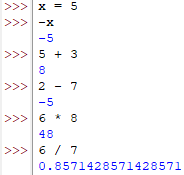 >>> x = 5
>>> -x
-5
>>> 5 + 3
8
>>> 2 - 7
-5
>>> 6 * 8
48
>>> 6 / 7
0.8571428571428571